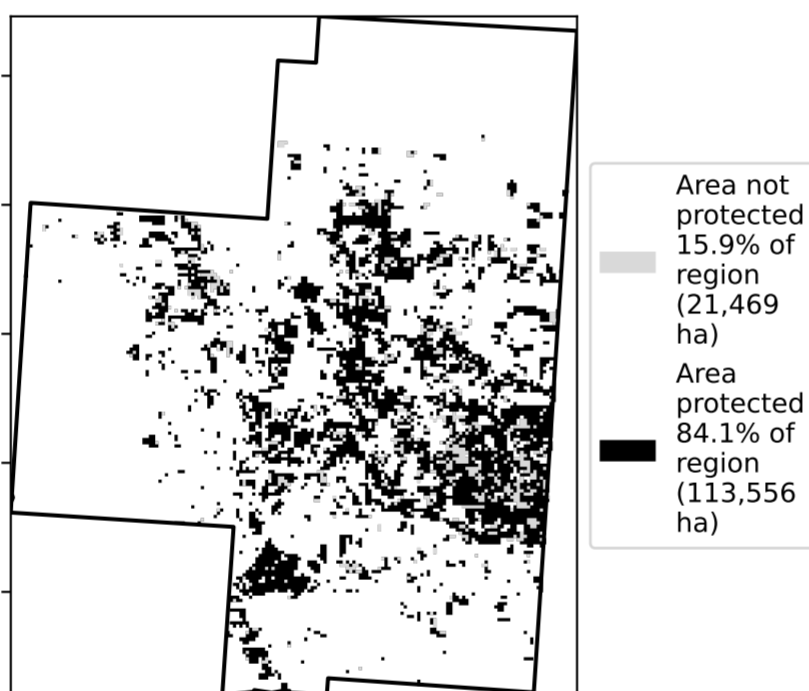 Area not
protected
15.9% of
region
(21,469
ha)
Area
protected
84.1% of
region
(113,556
ha)